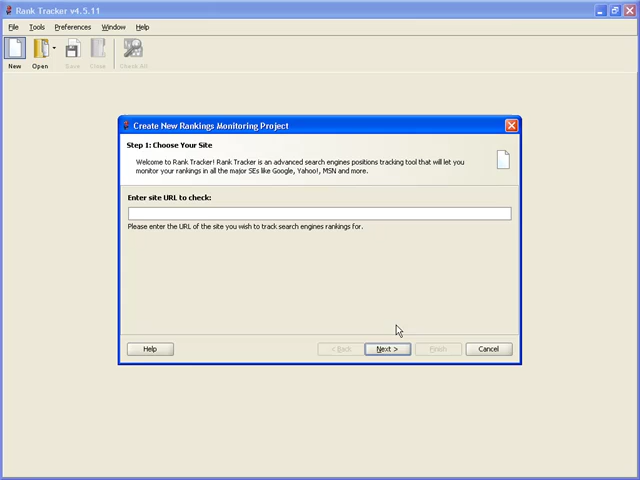 Rank Tracker v4.5.11
File Tools Preferences Window Help
New Open Save Close Check All
Create New Rankings Monitoring Project
Step 1: Choose Your Site
Welcome to Rank Tracker! Rank Tracker is an advanced search engines positions tracking tool that will let you
monitor your rankings in all the major SEs like Google, Yahoo!, MSN and more.
Enter site URL to check:
Please enter the URL of the site you wish to track search engines rankings for.
Help < Back Next > Finish Cancel